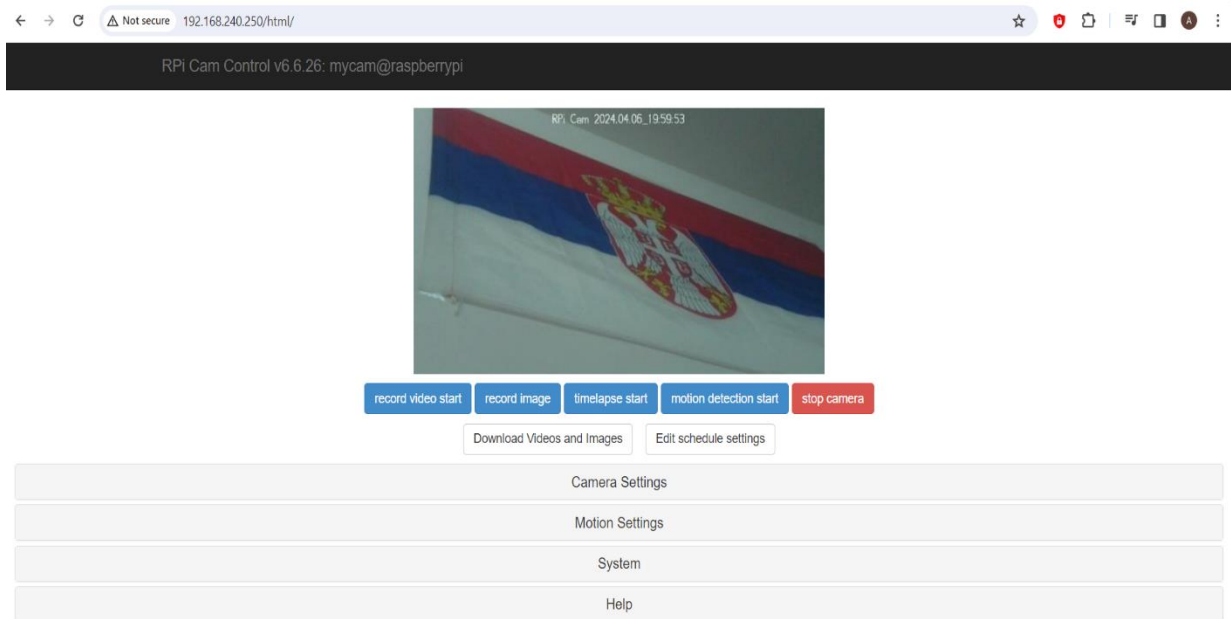 Not secure 192.168.240.250/html/
A
RPi Cam Control v6.6.26: mycam@raspberrypi
RPi Cam 2024.04.06_19:59:53
record video start record image timelapse start motion detection start stop camera
Download Videos and Images Edit schedule settings
Camera Settings
Motion Settings
System
Help